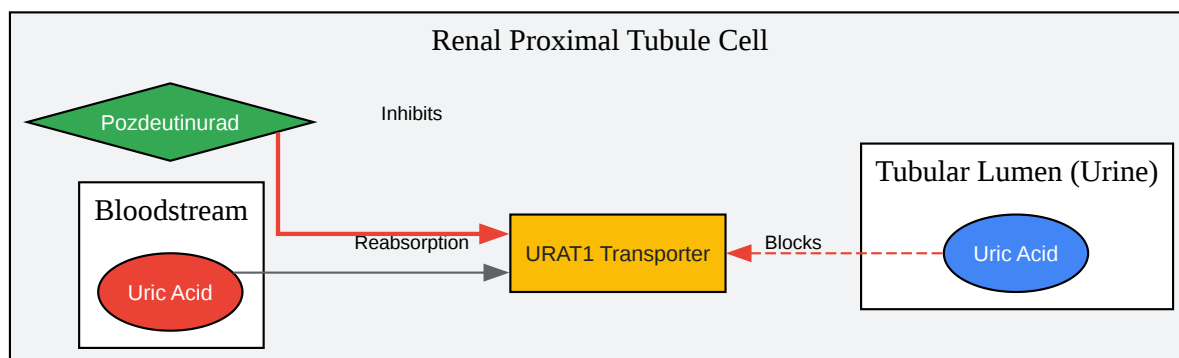 Renal Proximal Tubule Cell
Pozdeutinurad
Inhibits
Bloodstream
Uric Acid
Reabsorption
URAT1 Transporter
Blocks
Tubular Lumen (Urine)
Uric Acid